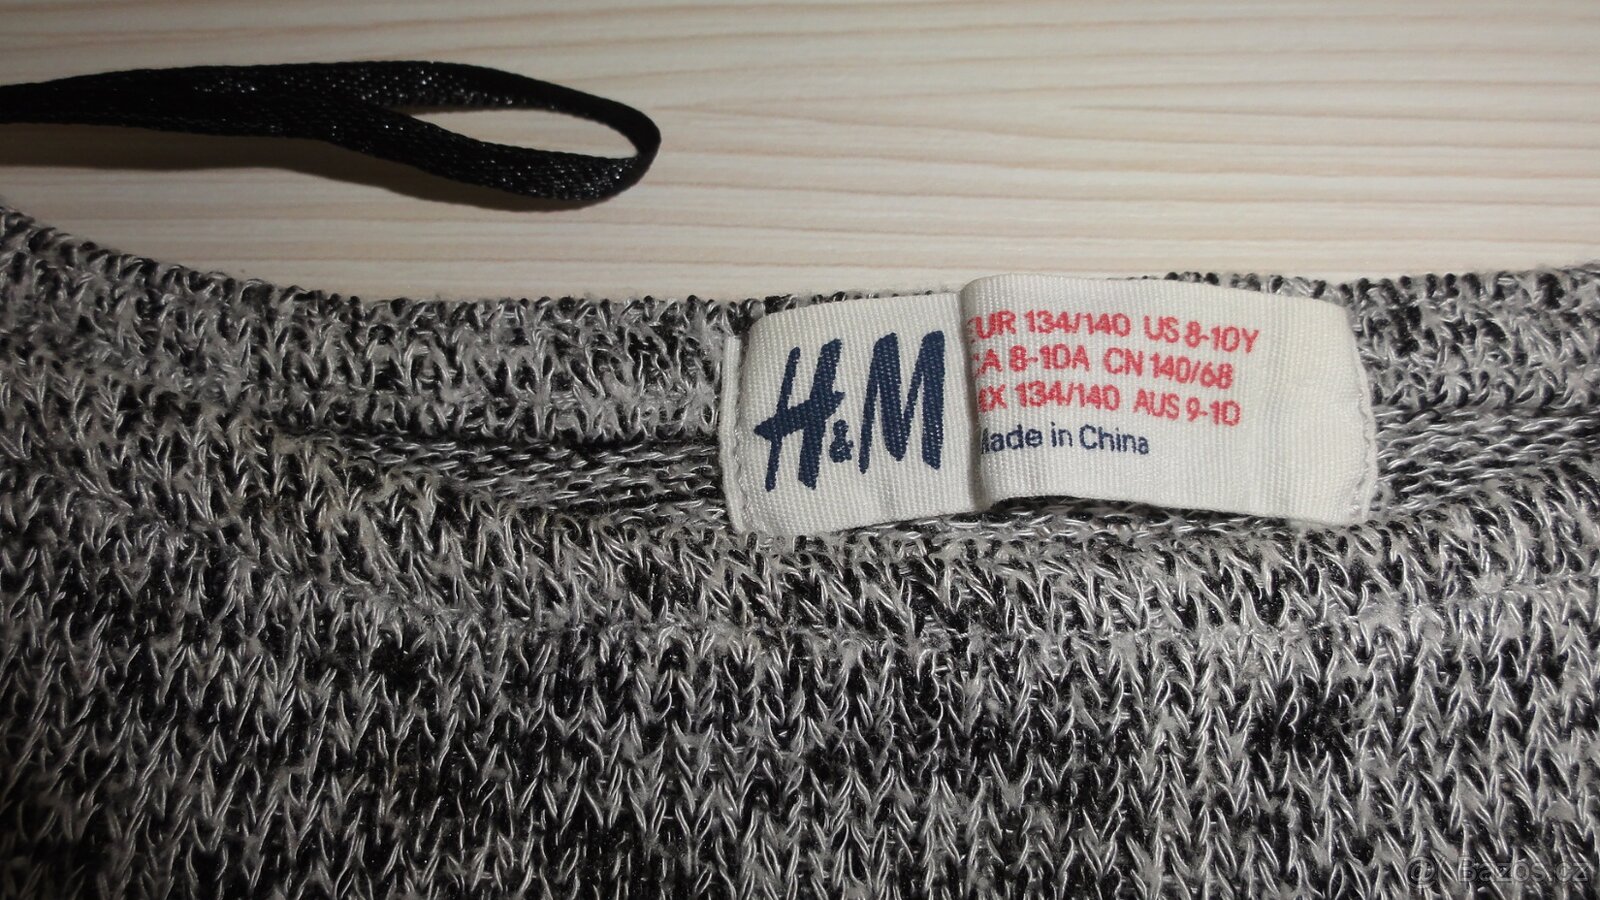 H&M
EUR 134/140 US 8-10Y
CA 8-10A CN 140/68
MX 134/140 AUS 9-10
Made in China
@ Bazos.cz